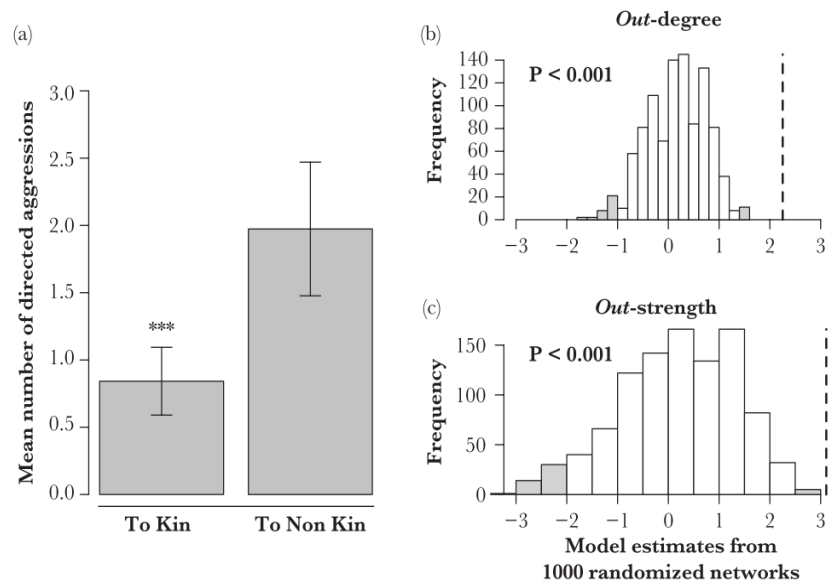 (a)
Mean number of directed aggressions
3.0
2.5
2.0
1.5
1.0
0.5
0.0
***
To Kin
To Non Kin
(b)
Out-degree
P < 0.001
Frequency
140
120
100
80
60
40
20
0
−3 −2 −1 0 1 2 3
(c)
Out-strength
P < 0.001
Frequency
150
100
50
0
−3 −2 −1 0 1 2 3
Model estimates from
1000 randomized networks